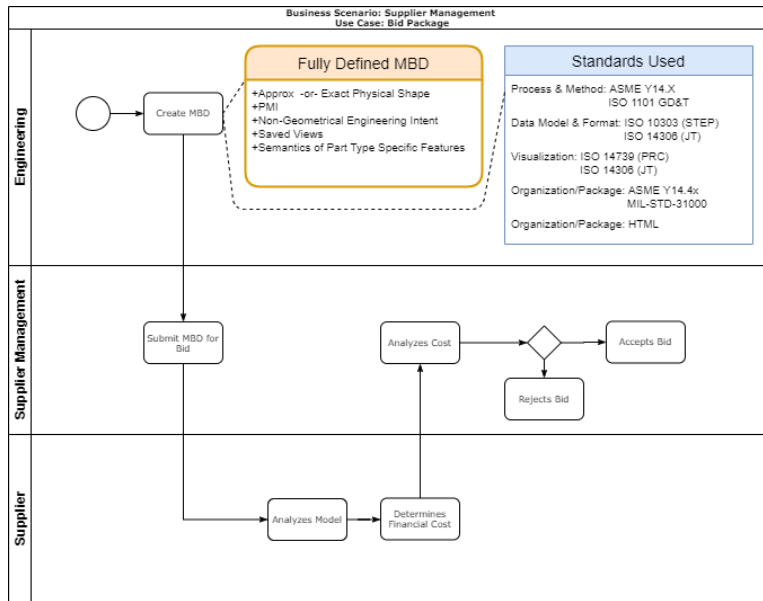 Business Scenario: Supplier Management
Use Case: Bid Package
Engineering
Create MBD
Fully Defined MBD
+Approx -or- Exact Physical Shape
+PMI
+Non-Geometrical Engineering Intent
+Saved Views
+Semantics of Part Type Specific Features
Standards Used
Process & Method: ASME Y14.X
ISO 1101 GD&T
Data Model & Format: ISO 10303 (STEP)
ISO 14306 (JT)
Visualization: ISO 14739 (PRC)
ISO 14306 (JT)
Organization/Package: ASME Y14.4x
MIL-STD-31000
Organization/Package: HTML
Supplier Management
Submit MBD for
Bid
Analyzes Cost
Accepts Bid
Rejects Bid
Supplier
Analyzes Model
Determines
Financial Cost